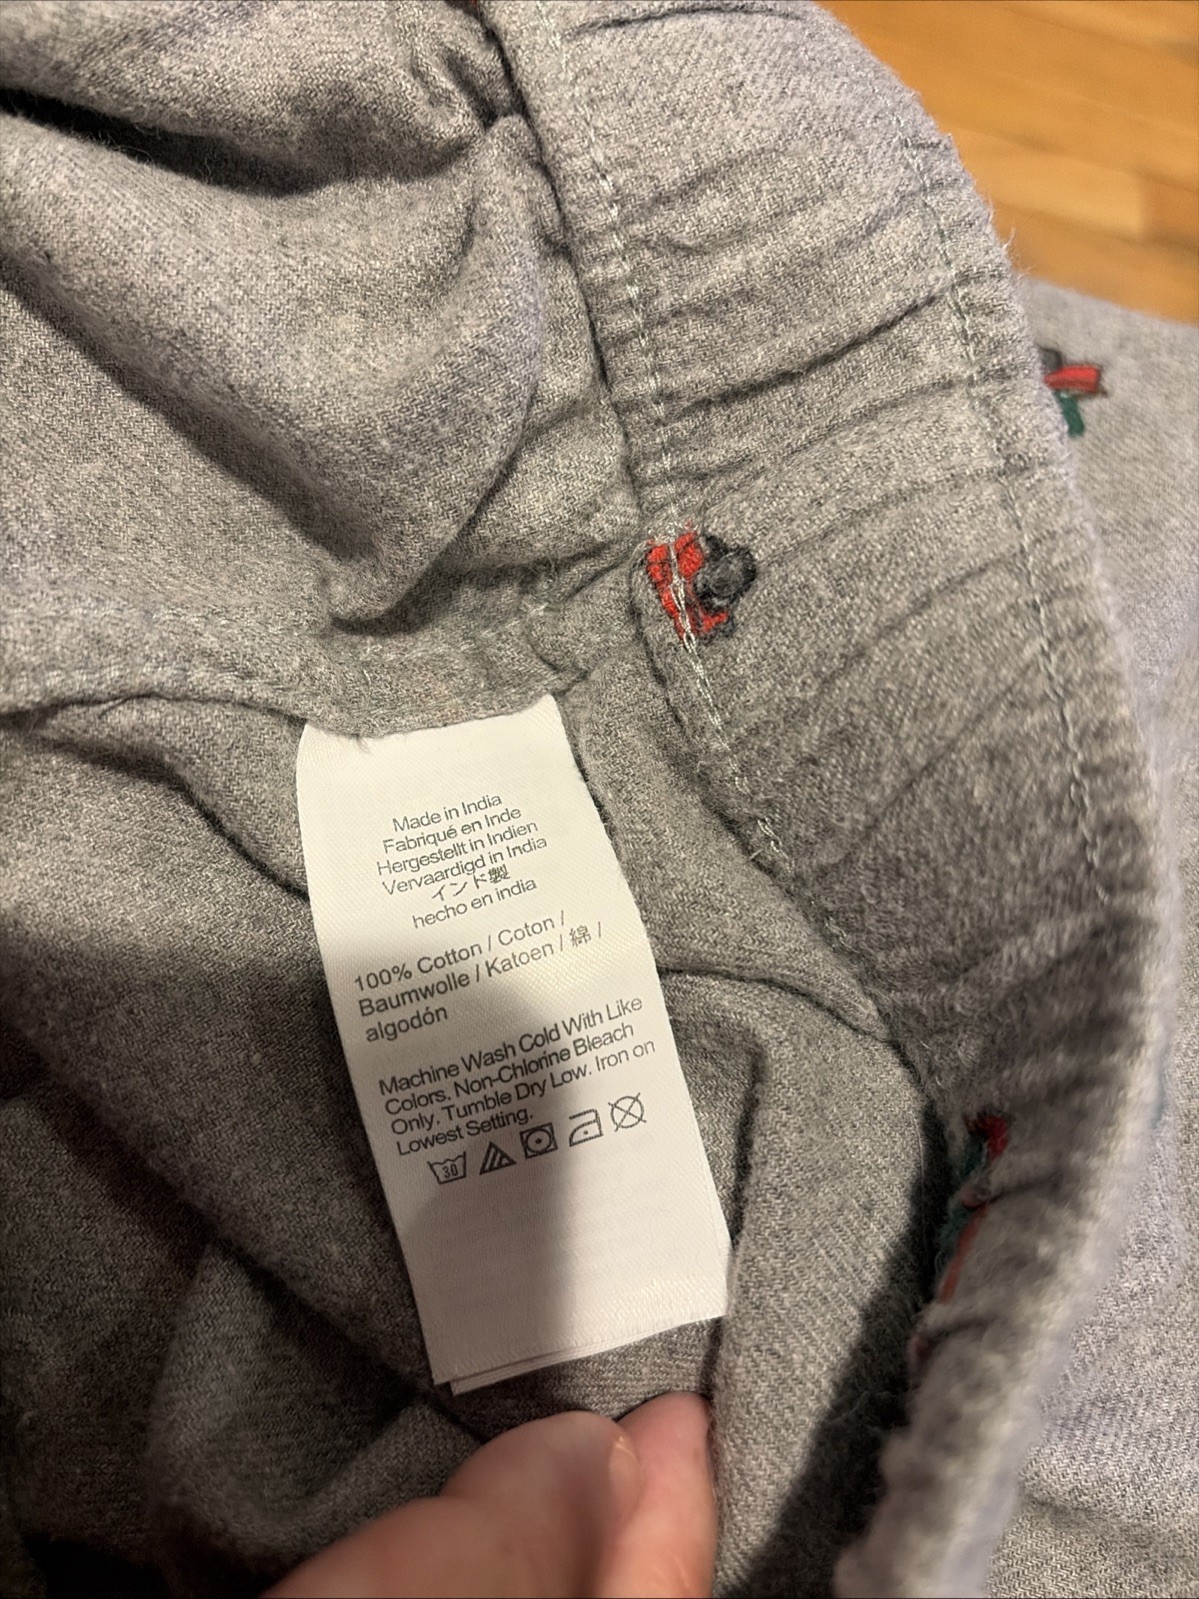 Made in India
Fabriqué en Inde
Hergestellt in Indien
Vervaardigd in India
インド製
hecho en india
100% Cotton / Coton /
Baumwolle / Katoen / 綿 /
algodón
Machine Wash Cold With Like
Colors, Non-Chlorine Bleach
Only. Tumble Dry Low. Iron on
Lowest Setting.
30